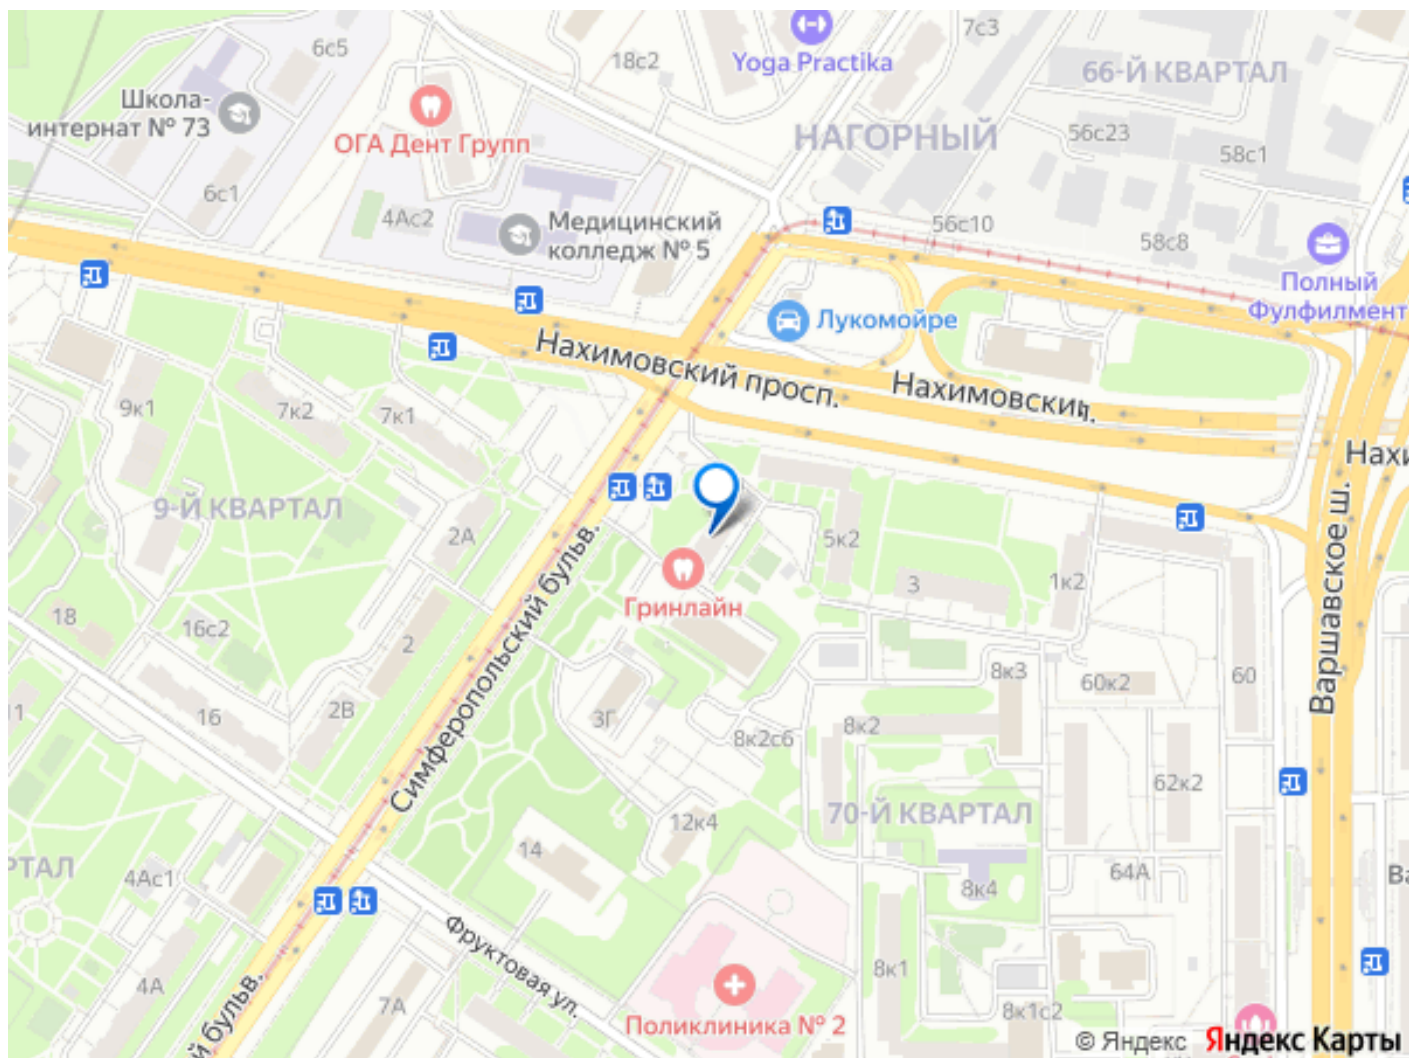 6с5
18с2
7с3
Yoga Practika
66-Й КВАРТАЛ
Школа-
интернат № 73
ОГА Дент Групп
НАГОРНЫЙ
56с23
58с1
6с1
4Ас2
Медицинский
колледж № 5
56с10
58с8
Полный
Фулфилмент
Лукомойре
Нахимовский просп.
Нахимовский
9к1
7к2
7к1
Нахи
9-Й КВАРТАЛ
2А
5к2
Гринлайн
3
1к2
Варшавское ш.
Симферопольский бульв.
18
16с2
2
8к3
60к2
60
11
16
2В
3Г
8к2с6
8к2
62к2
12к4
70-Й КВАРТАЛ
14
РТАЛ
4Ас1
8к4
64А
Ва
Фруктовая ул.
4А
7А
й бульв.
8к1
8к1с2
Поликлиника № 2
© Яндекс Яндекс Карты